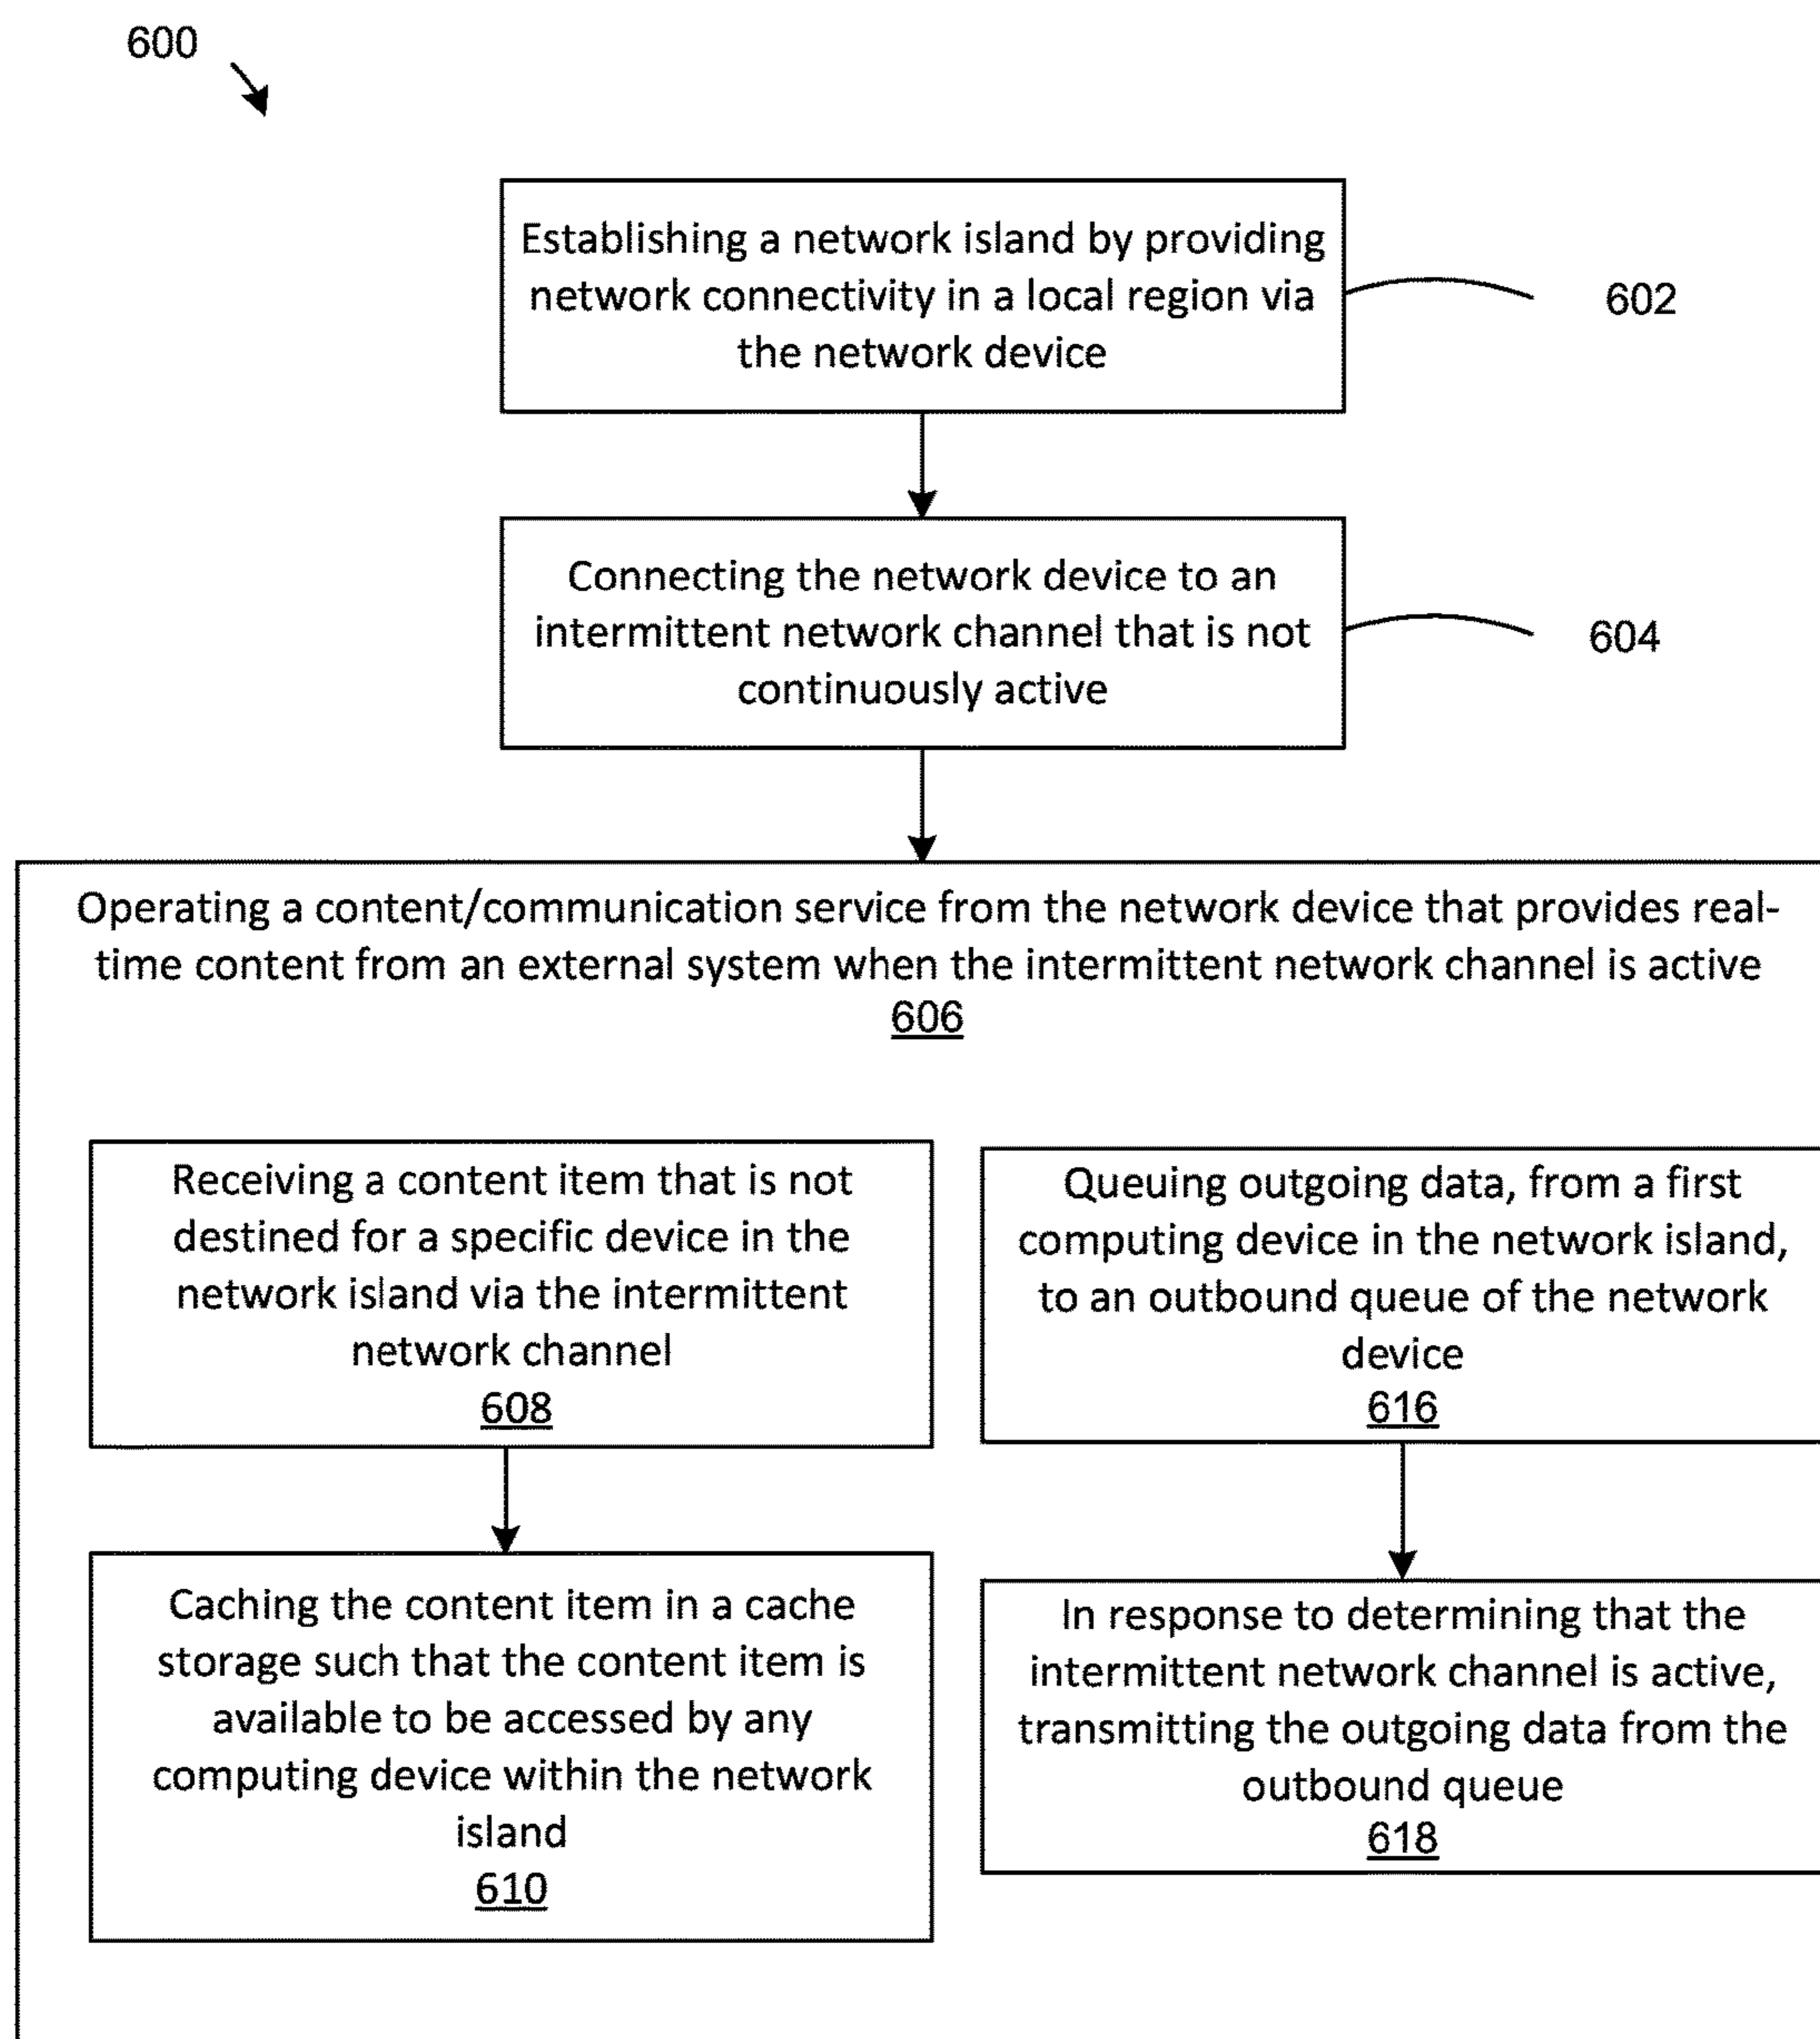 600
Establishing a network island by providing
network connectivity in a local region via
the network device
602
Connecting the network device to an
intermittent network channel that is not
continuously active
604
Operating a content/communication service from the network device that provides real-
time content from an external system when the intermittent network channel is active
606
Receiving a content item that is not
destined for a specific device in the
network island via the intermittent
network channel
608
Caching the content item in a cache
storage such that the content item is
available to be accessed by any
computing device within the network
island
610
Queuing outgoing data, from a first
computing device in the network island,
to an outbound queue of the network
device
616
In response to determining that the
intermittent network channel is active,
transmitting the outgoing data from the
outbound queue
618